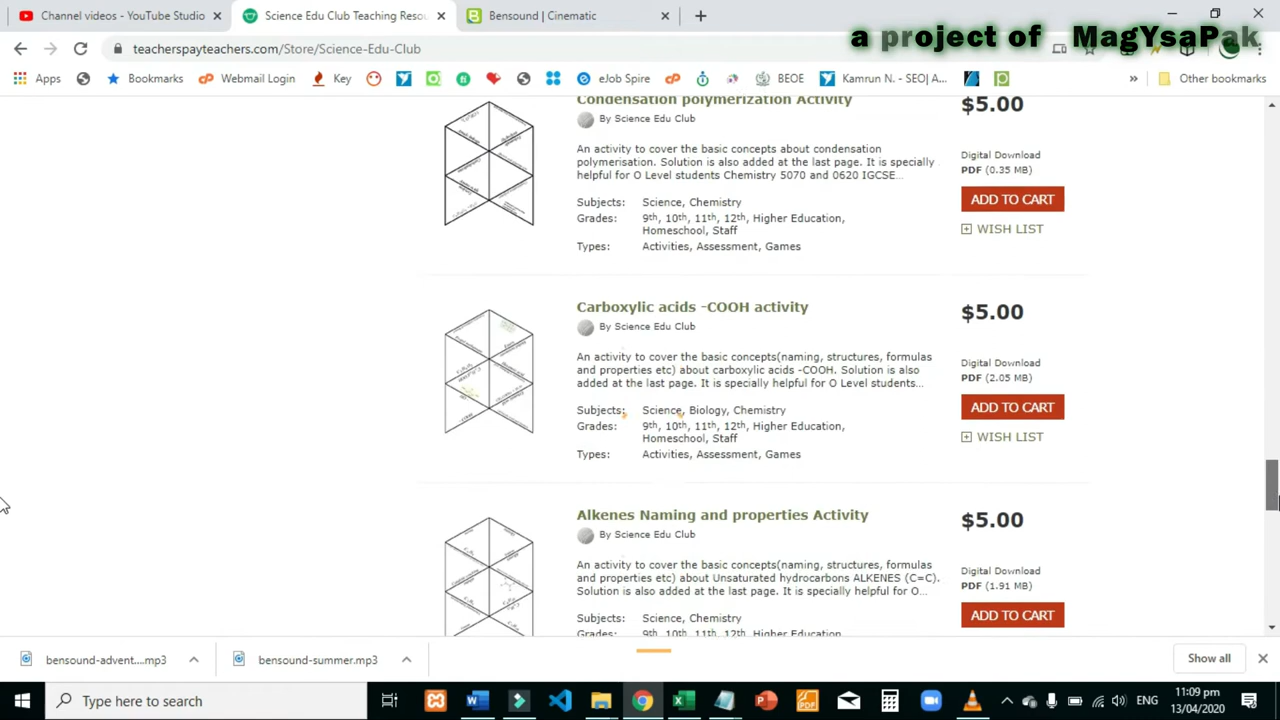 Channel videos - YouTube Studio
Science Edu Club Teaching Resou
Bensound | Cinematic
a project of MagYsaPak
teacherspayteachers.com/Store/Science-Edu-Club
Apps
Bookmarks
Webmail Login
Key
eJob Spire
BEOE
Kamrun N. - SEO| A...
Other bookmarks
Condensation polymerization Activity
$5.00
By Science Edu Club
An activity to cover the basic concepts about condensation
polymerisation. Solution is also added at the last page. It is specially
helpful for O Level students Chemistry 5070 and 0620 IGCSE...
Digital Download
PDF (0.35 MB)
ADD TO CART
WISH LIST
Subjects: Science, Chemistry
Grades: 9th, 10th, 11th, 12th, Higher Education,
Homeschool, Staff
Types: Activities, Assessment, Games
Carboxylic acids -COOH activity
$5.00
By Science Edu Club
An activity to cover the basic concepts(naming, structures, formulas
and properties etc) about carboxylic acids -COOH. Solution is also
added at the last page. It is specially helpful for O Level students...
Digital Download
PDF (2.05 MB)
ADD TO CART
WISH LIST
Subjects: Science, Biology, Chemistry
Grades: 9th, 10th, 11th, 12th, Higher Education,
Homeschool, Staff
Types: Activities, Assessment, Games
Alkenes Naming and properties Activity
$5.00
By Science Edu Club
An activity to cover the basic concepts(naming, structures, formulas
and properties etc) about Unsaturated hydrocarbons ALKENES (C=C).
Solution is also added at the last page. It is specially helpful for O...
Digital Download
PDF (1.91 MB)
ADD TO CART
Subjects: Science, Chemistry
Grades: 9th, 10th, 11th, 12th, Higher Education,
bensound-advent....mp3
bensound-summer.mp3
Show all
Type here to search
ENG
11:09 pm
13/04/2020